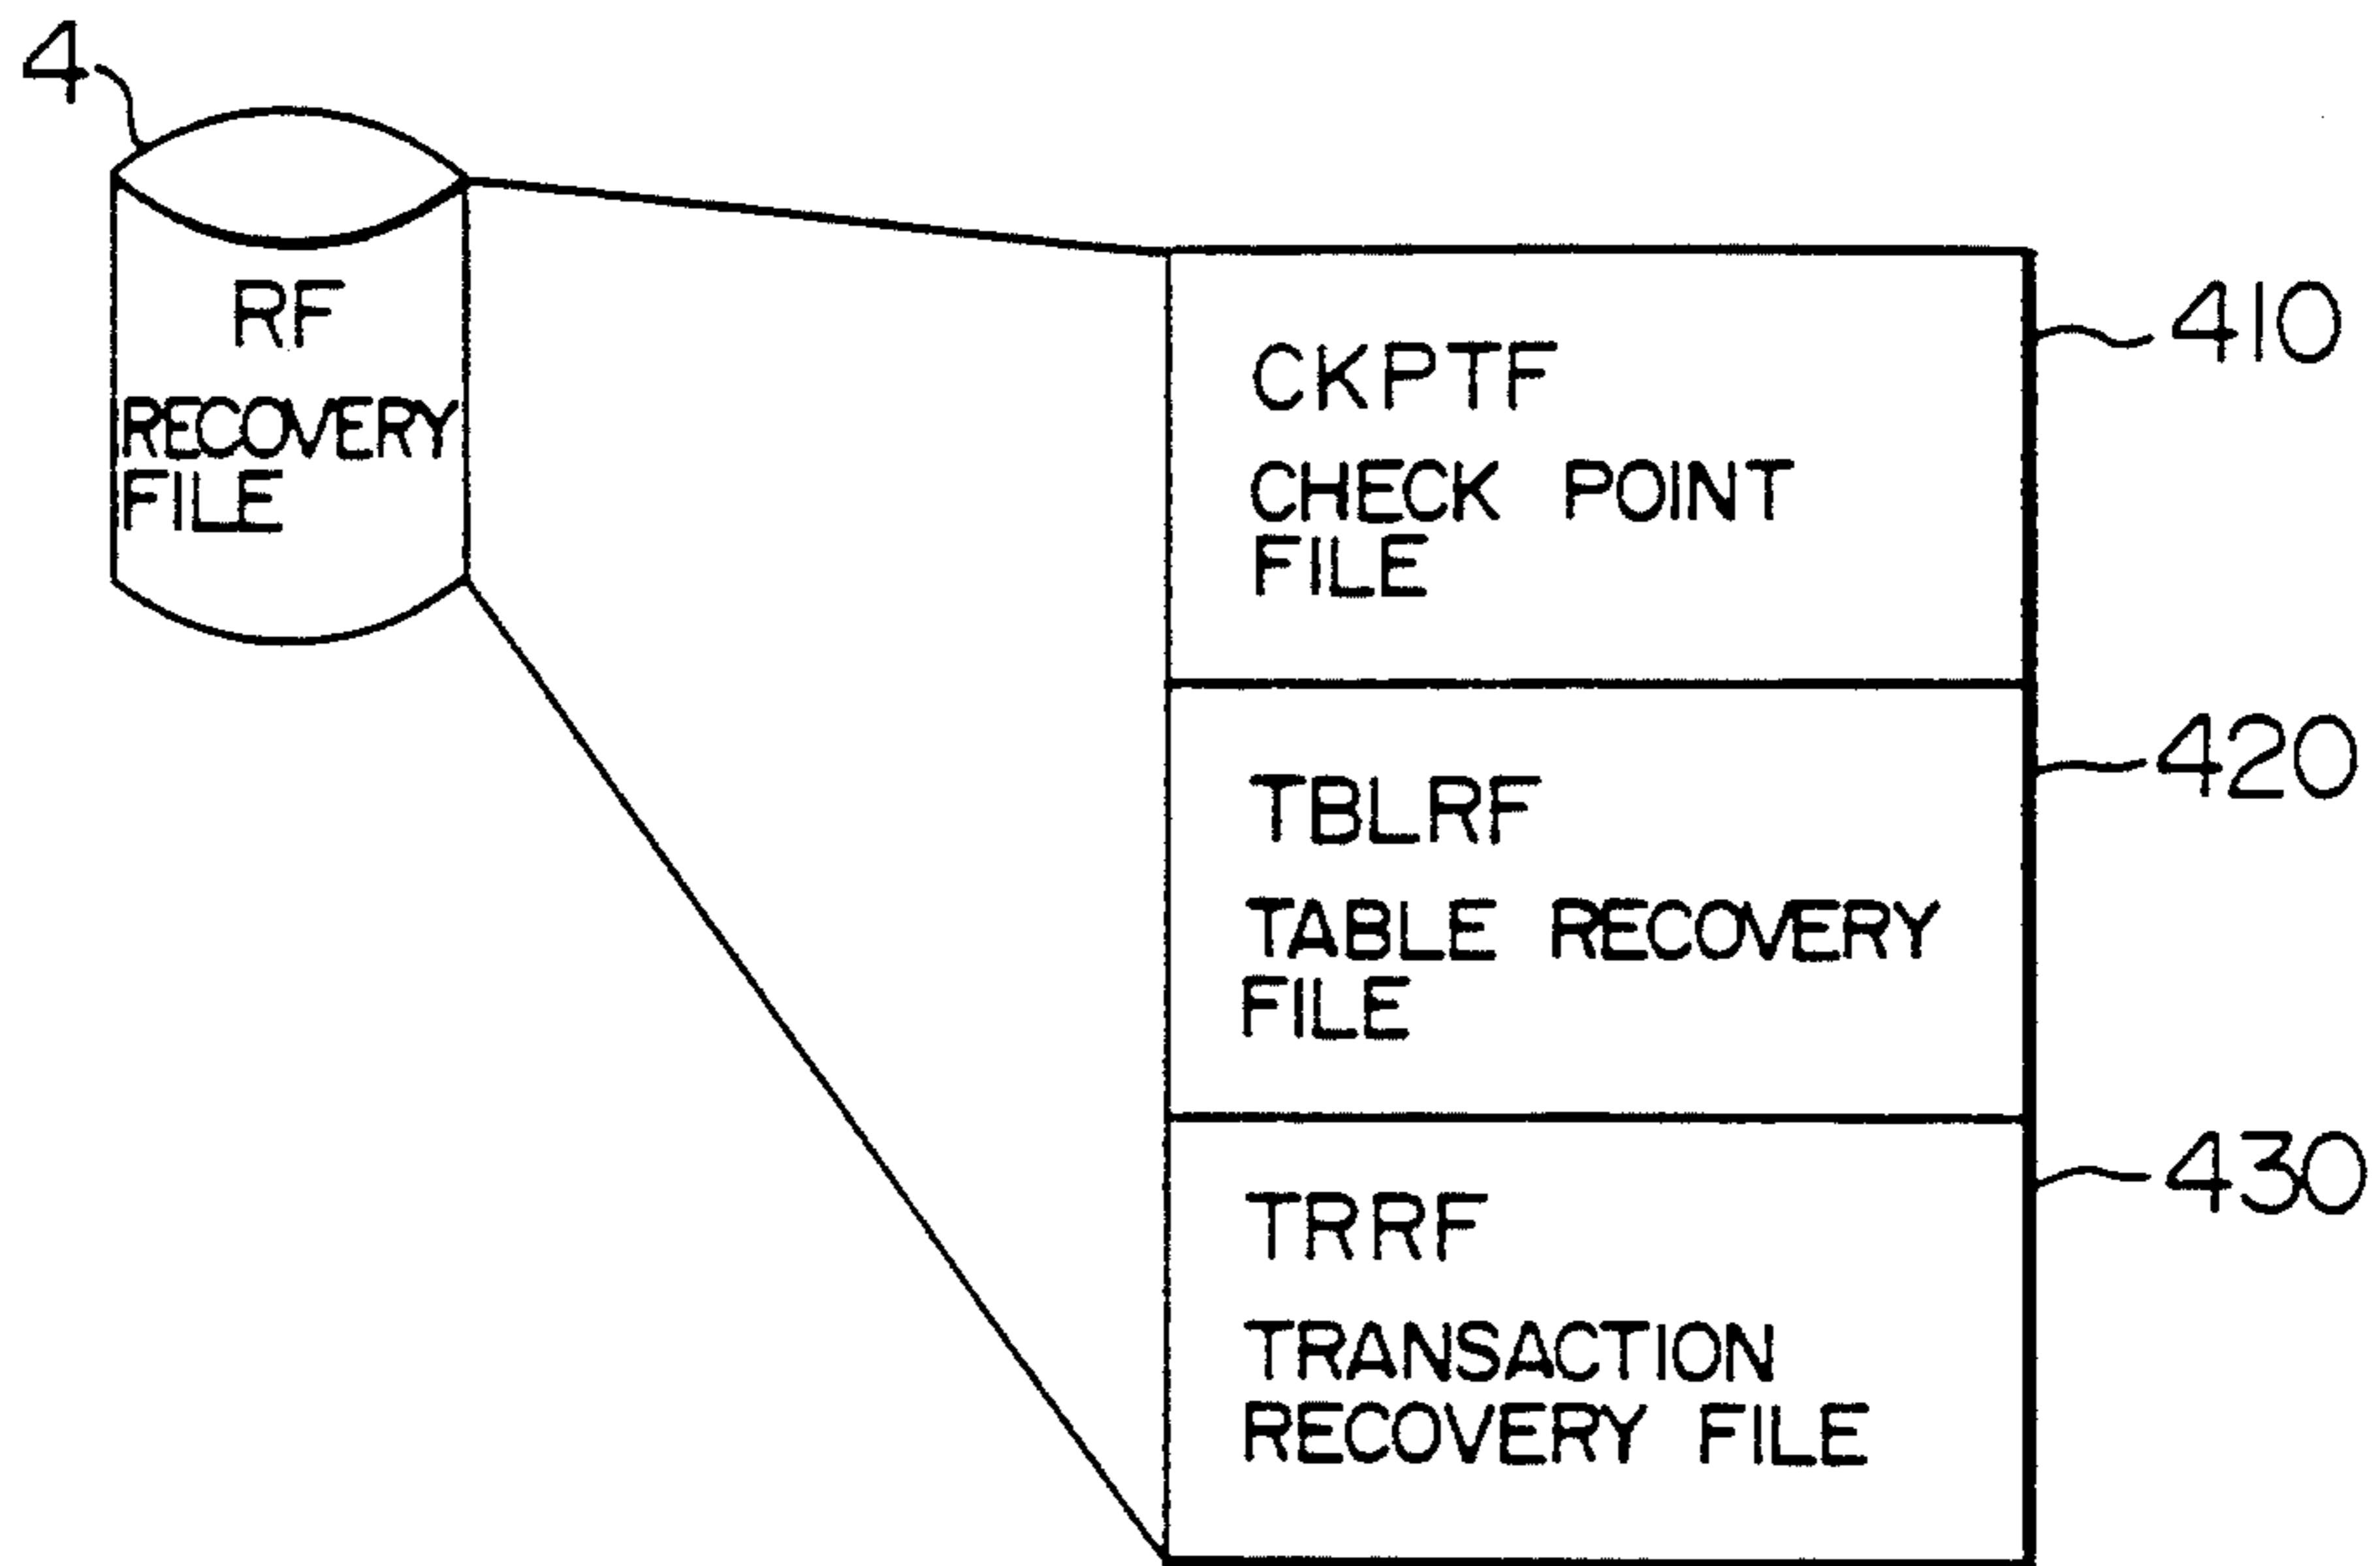 4
RF
RECOVERY
FILE
CKPTF
CHECK POINT
FILE
410
TBLRF
TABLE RECOVERY
FILE
420
TRRF
TRANSACTION
RECOVERY FILE
430